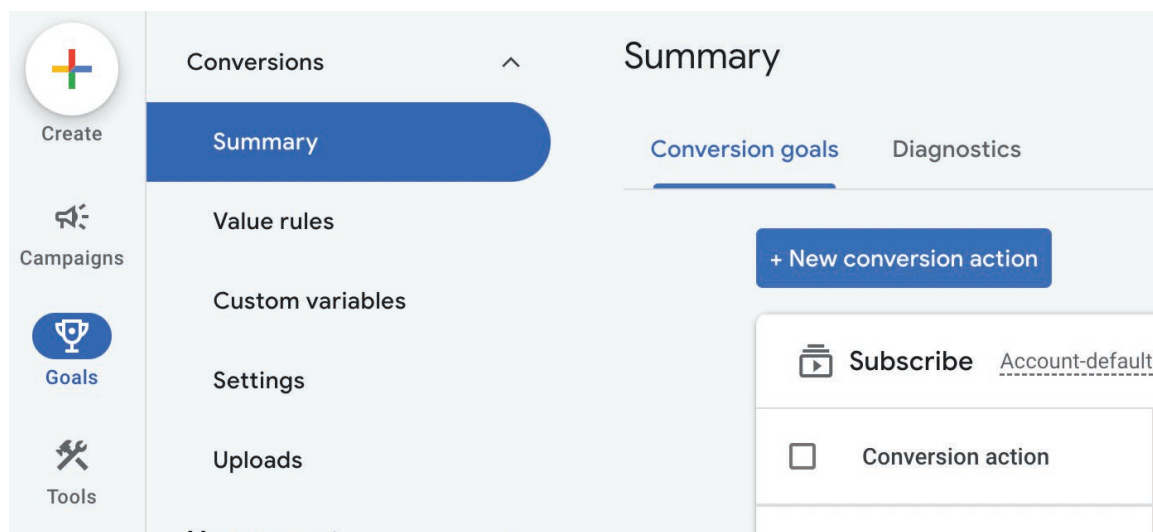 Create
Campaigns
Goals
Tools
Conversions
Summary
Value rules
Custom variables
Settings
Uploads
Summary
Conversion goals
Diagnostics
+ New conversion action
Subscribe Account-default
Conversion action